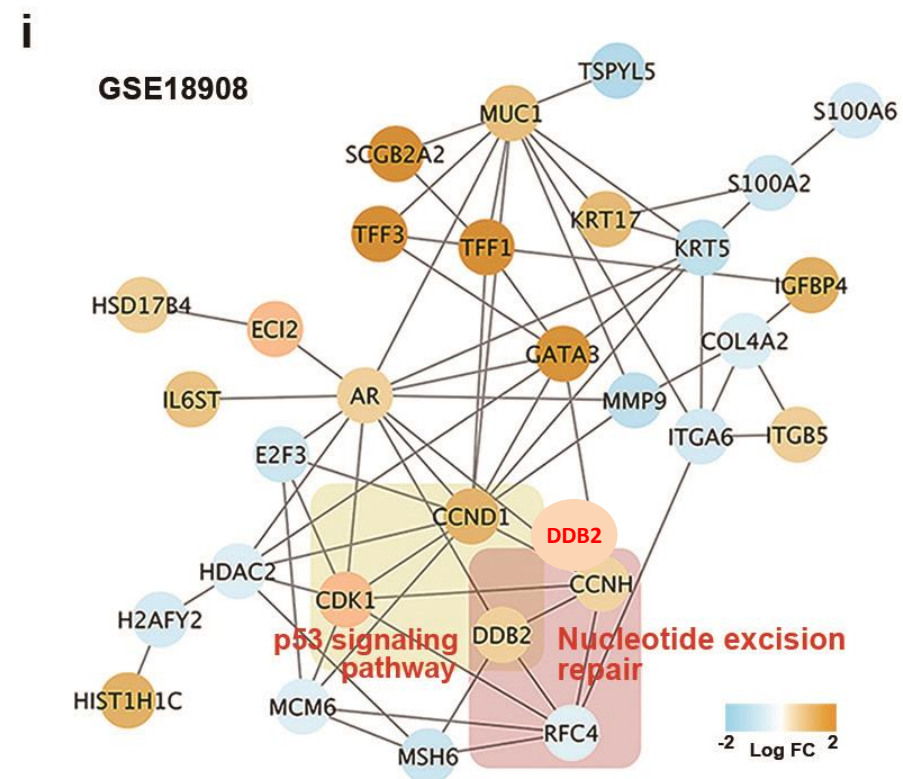 i
GSE18908
TSPYL5
MUC1
S100A6
SCGB2A2
S100A2
KRT17
TFF3
TFF1
KRT5
IGFBP4
HSD17B4
ECI2
COL4A2
GATA3
AR
IL6ST
MMP9
ITGA6
ITGB5
E2F3
CCND1
DDB2
HDAC2
CCNH
CDK1
H2AFY2
DDB2
p53 signaling
pathway
Nucleotide excision
repair
HIST1H1C
MCM6
RFC4
MSH6
-2
Log FC
2